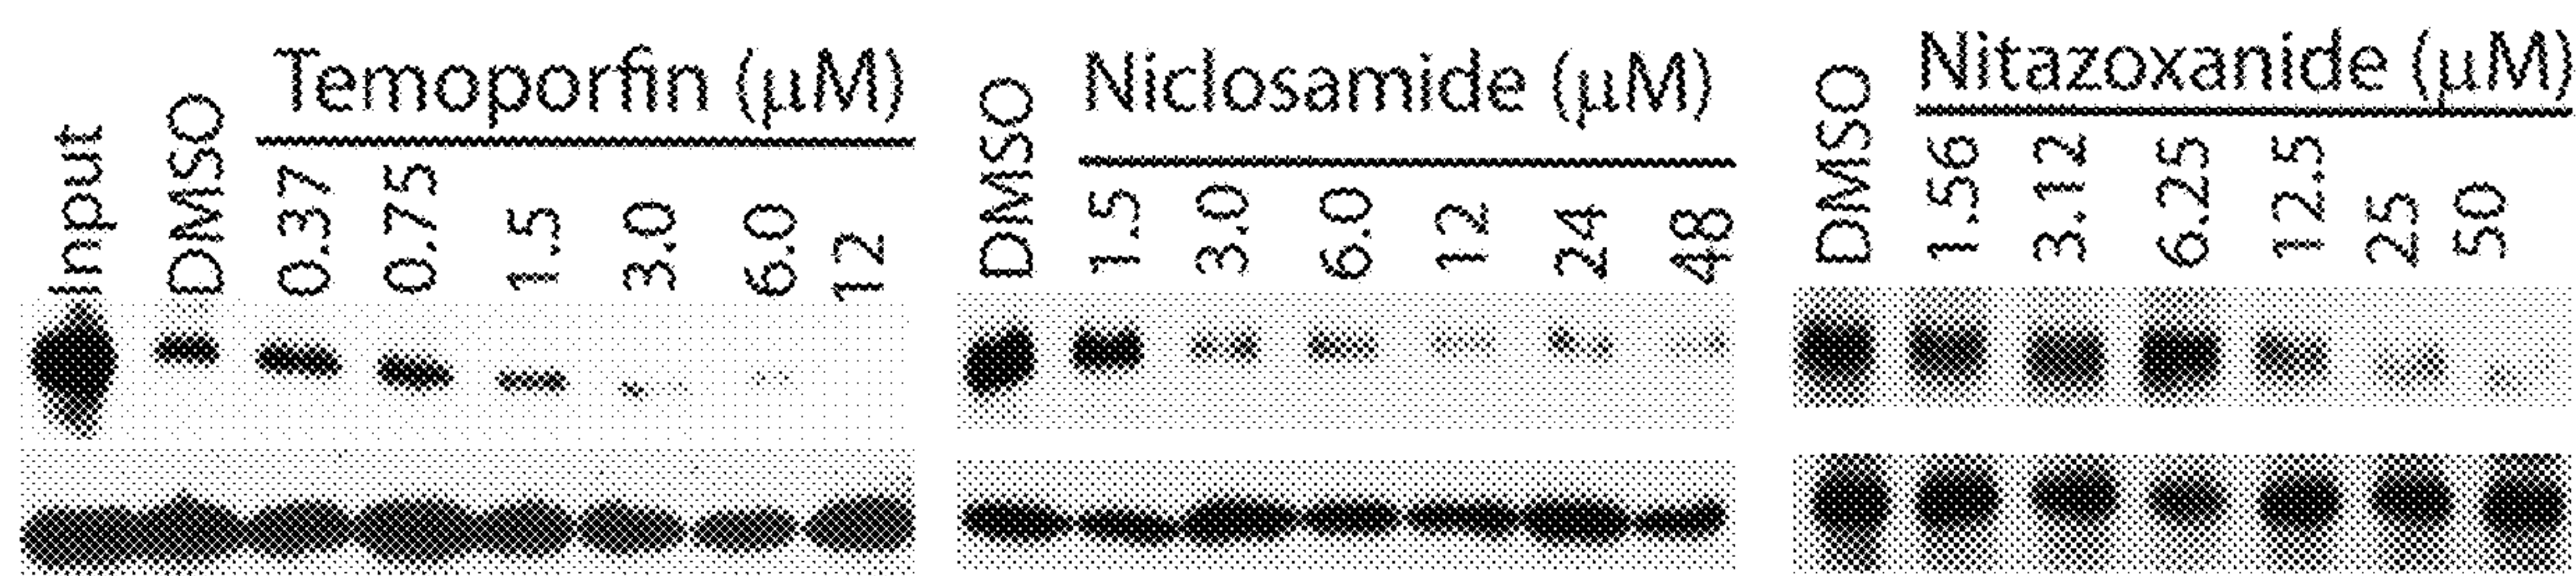 Temoporfin (µM)
Input DMSO 0.37 0.75 1.5 3.0 6.0 12
Niclosamide (µM)
DMSO 1.5 3.0 6.0 12 24 48
Nitazoxanide (µM)
DMSO 1.56 3.12 6.25 12.5 25 50